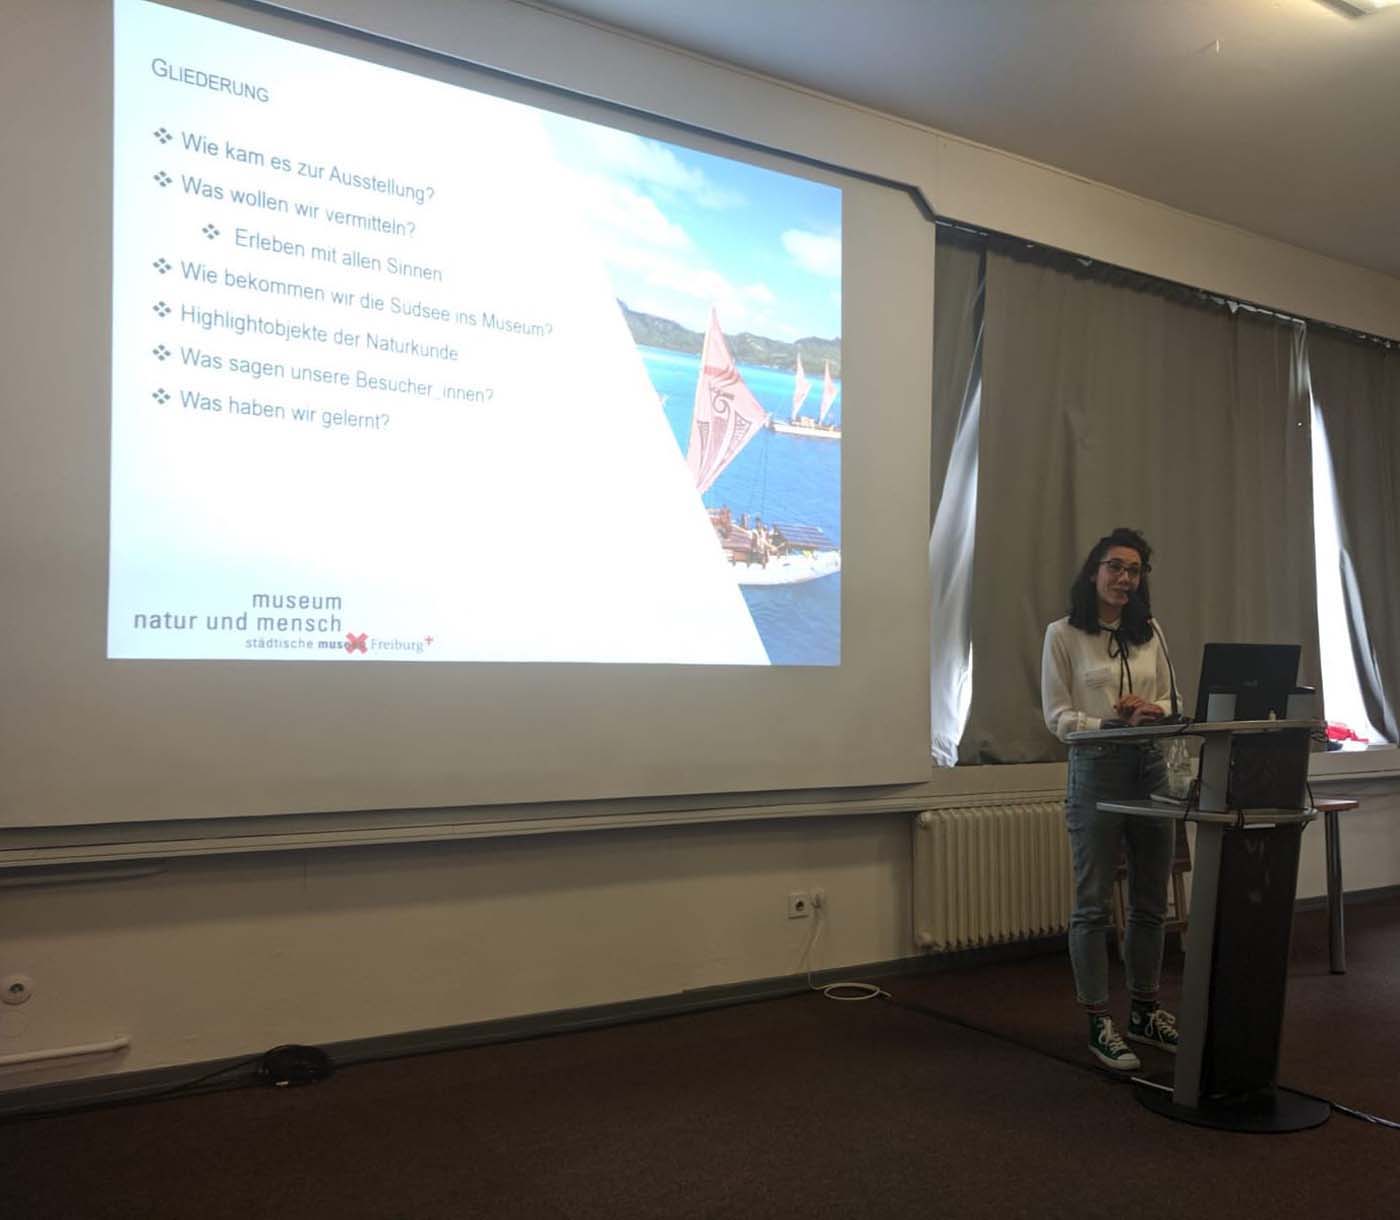 GLIEDERUNG
Wie kam es zur Ausstellung?
Was wollen wir vermitteln?
Erleben mit allen Sinnen
Wie bekommen wir die Südsee ins Museum?
Highlightobjekte der Naturkunde
Was sagen unsere Besucher_innen?
Was haben wir gelernt?
museum
natur und mensch
städtische museen Freiburg+